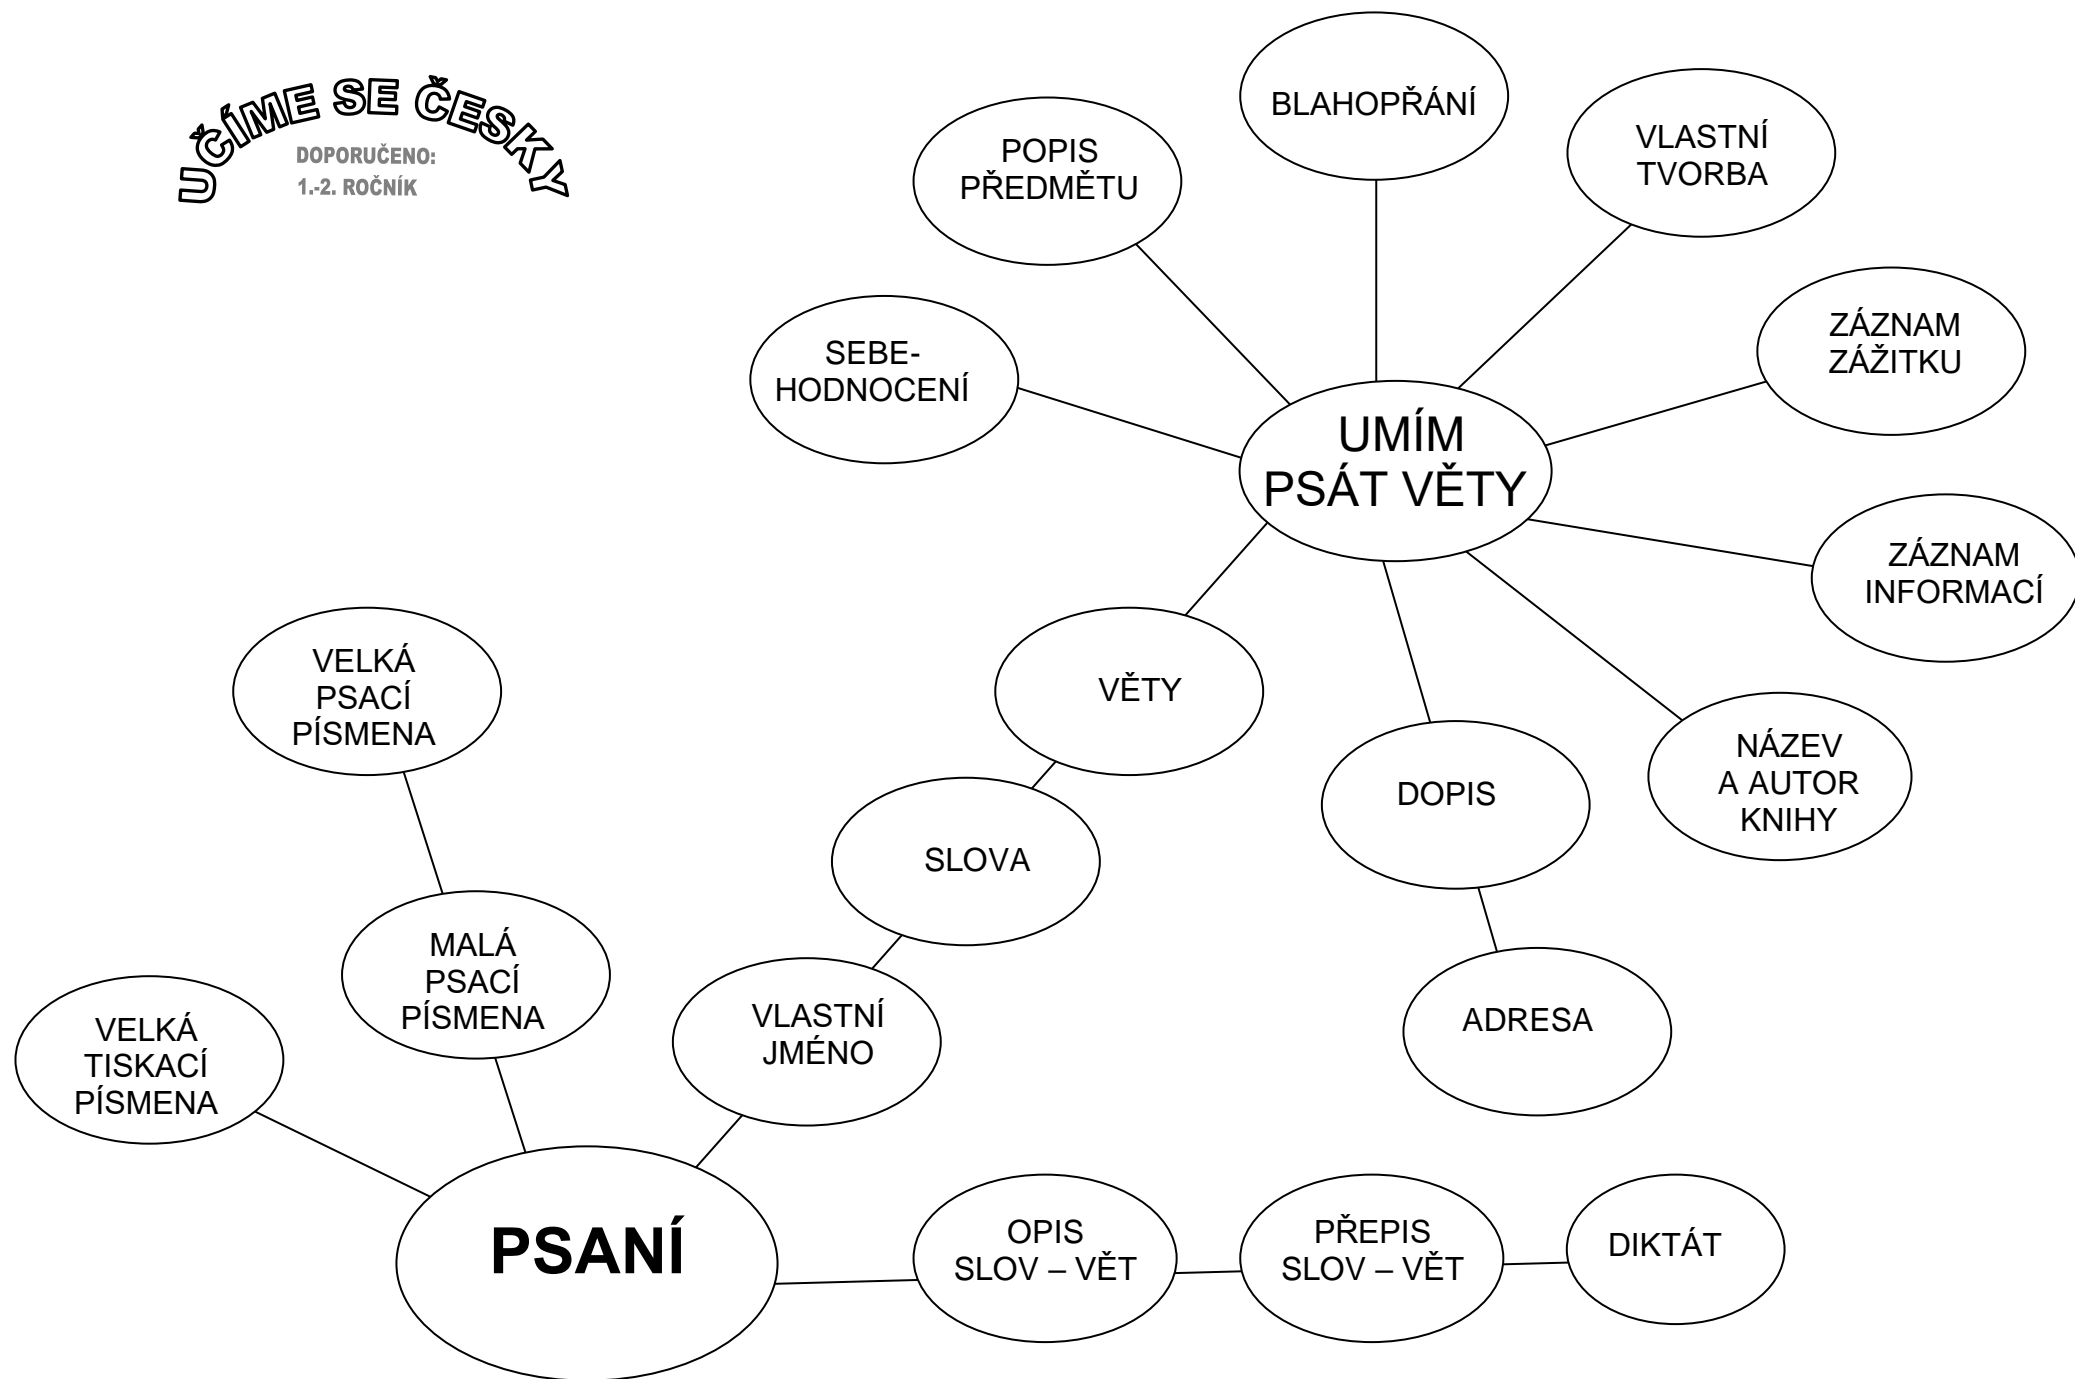 UČÍME SE ČESKY
DOPORUČENO:
1.-2. ROČNÍK
BLAHOPŘÁNÍ
POPIS
PŘEDMĚTU
VLASTNÍ
TVORBA
SEBE-
HODNOCENÍ
ZÁZNAM
ZÁŽITKU
UMÍM
PSÁT VĚTY
ZÁZNAM
INFORMACÍ
VĚTY
VELKÁ
PSACÍ
PÍSMENA
NÁZEV
A AUTOR
KNIHY
DOPIS
SLOVA
MALÁ
PSACÍ
PÍSMENA
VLASTNÍ
JMÉNO
ADRESA
VELKÁ
TISKACÍ
PÍSMENA
PSANÍ
OPIS
SLOV – VĚT
PŘEPIS
SLOV – VĚT
DIKTÁT